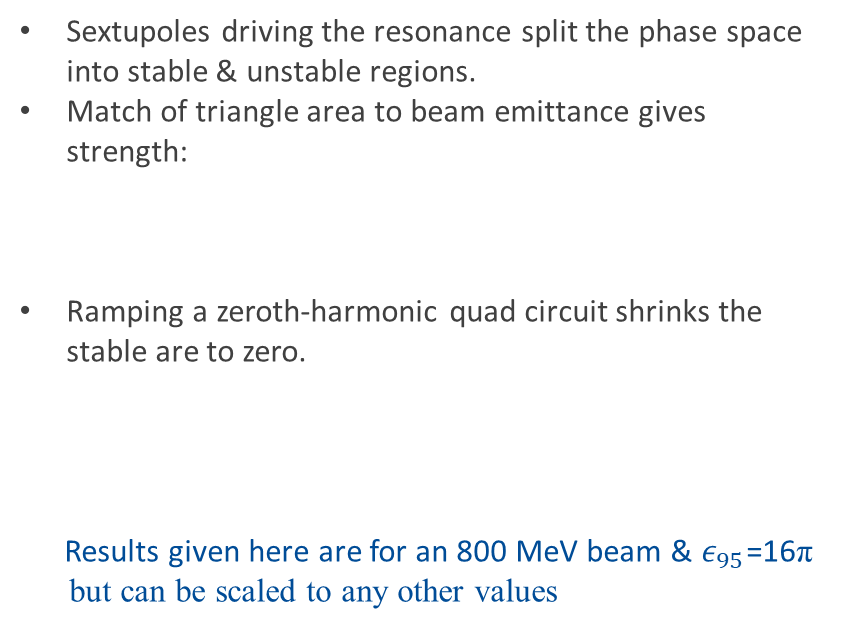 • Sextupoles driving the resonance split the phase space
into stable & unstable regions.
• Match of triangle area to beam emittance gives
strength:
• Ramping a zeroth-harmonic quad circuit shrinks the
stable are to zero.
Results given here are for an 800 MeV beam & ϵ₉₅=16π
but can be scaled to any other values